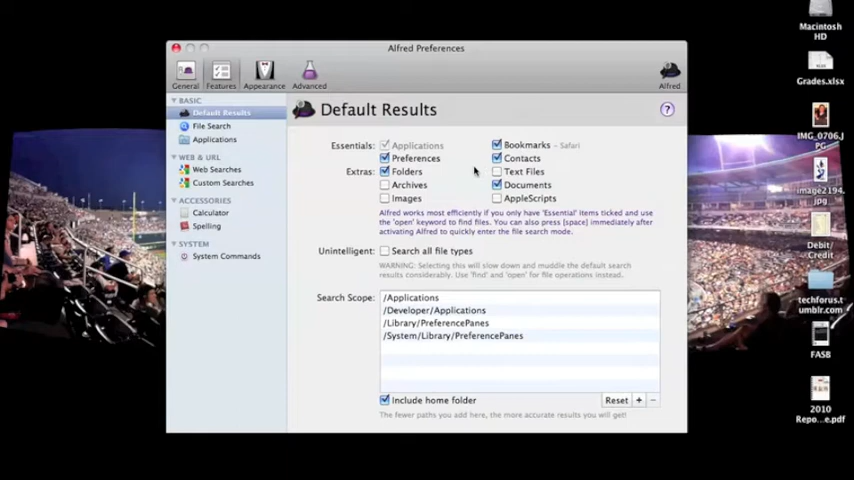 Alfred Preferences
General
Features
Appearance
Advanced
Alfred
BASIC
Default Results
File Search
Applications
WEB & URL
Web Searches
Custom Searches
ACCESSORIES
Calculator
Spelling
SYSTEM
System Commands
Default Results
?
Essentials:
Applications
Bookmarks - Safari
Preferences
Contacts
Extras:
Folders
Text Files
Archives
Documents
Images
AppleScripts
Alfred works most efficiently if you only have 'Essential' items ticked and use
the 'open' keyword to find files. You can also press [space] immediately after
activating Alfred to quickly enter the file search mode.
Unintelligent:
Search all file types
WARNING: Selecting this will slow down and muddle the default search
results considerably. Use 'find' and 'open' for file operations instead.
Search Scope:
/Applications
/Developer/Applications
/Library/PreferencePanes
/System/Library/PreferencePanes
Include home folder
Reset
+
−
The fewer paths you add here, the more accurate results you will get!
Macintosh
HD
Grades.xlsx
IMG_0706.J
PG
image2194.
jpg
Debit/
Credit
techforus.t
umblr.com
FASB
2010
Repo...e.pdf